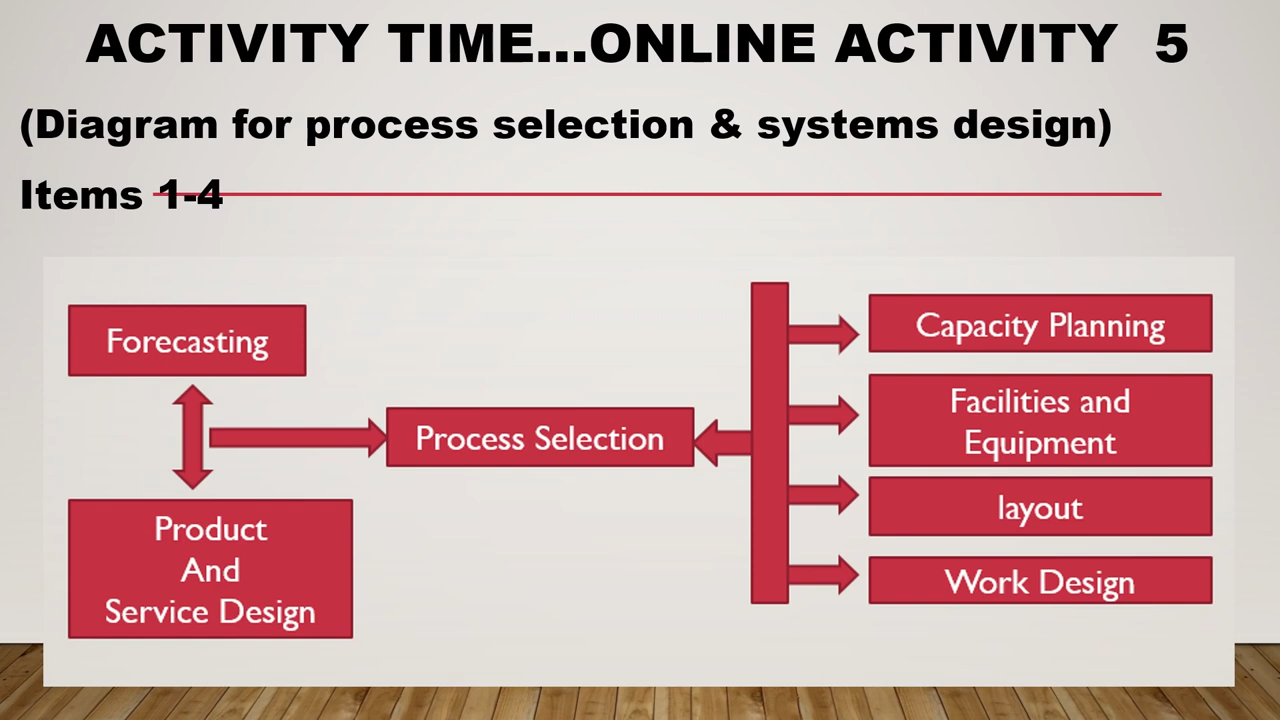 ACTIVITY TIME...ONLINE ACTIVITY 5
(Diagram for process selection & systems design)
Items 1-4
Forecasting
Product
And
Service Design
Process Selection
Capacity Planning
Facilities and
Equipment
layout
Work Design